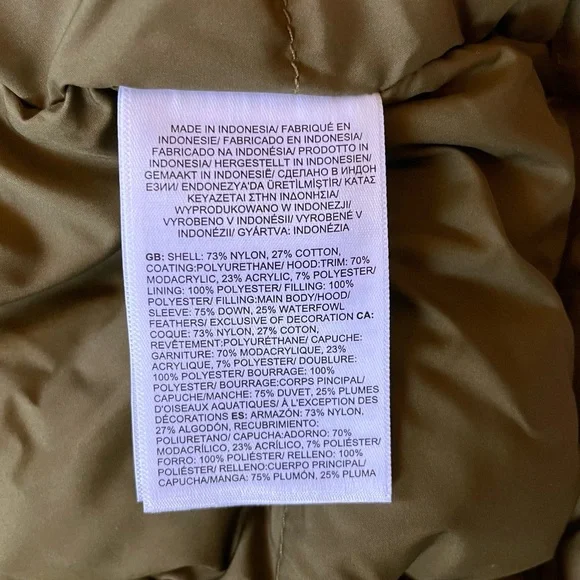 MADE IN INDONESIA/ FABRIQUÉ EN
INDONESIE/ FABRICADO EN INDONESIA/
FABRICADO NA INDONÉSIA/ PRODOTTO IN
INDONESIA/ HERGESTELLT IN INDONESIEN/
GEMAAKT IN INDONESIË/ СДЕЛАНО В ИНДОН
ЕЗИИ/ ENDONEZYA'DA ÜRETİLMİŞTİR/ ΚΑΤΑΣ
ΚΕΥΑΖΕΤΑΙ ΣΤΗΝ ΙΝΔΟΝΗΣΙΑ/
WYPRODUKOWANO W INDONEZJI/
VYROBENO V INDONÉSII/ VYROBENÉ V
INDONÉZII/ GYÁRTVA: INDONÉZIA
GB: SHELL: 73% NYLON, 27% COTTON,
COATING:POLYURETHANE/ HOOD:TRIM: 70%
MODACRYLIC, 23% ACRYLIC, 7% POLYESTER/
LINING: 100% POLYESTER/ FILLING: 100%
POLYESTER/ FILLING:MAIN BODY/HOOD/
SLEEVE: 75% DOWN, 25% WATERFOWL
FEATHERS/ EXCLUSIVE OF DECORATION CA:
COQUE: 73% NYLON, 27% COTON,
REVÊTEMENT:POLYURÉTHANE/ CAPUCHE:
GARNITURE: 70% MODACRYLIQUE, 23%
ACRYLIQUE, 7% POLYESTER/ DOUBLURE:
100% POLYESTER/ BOURRAGE: 100%
POLYESTER/ BOURRAGE:CORPS PINCIPAL/
CAPUCHE/MANCHE: 75% DUVET, 25% PLUMES
D'OISEAUX AQUATIQUES/ À L'EXCEPTION DES
DÉCORATIONS ES: ARMAZÓN: 73% NYLON,
27% ALGODÓN, RECUBRIMIENTO:
POLIURETANO/ CAPUCHA:ADORNO: 70%
MODACRÍLICO, 23% ACRÍLICO, 7% POLIÉSTER/
FORRO: 100% POLIÉSTER/ RELLENO: 100%
POLIÉSTER/ RELLENO:CUERPO PRINCIPAL/
CAPUCHA/MANGA: 75% PLUMÓN, 25% PLUMA